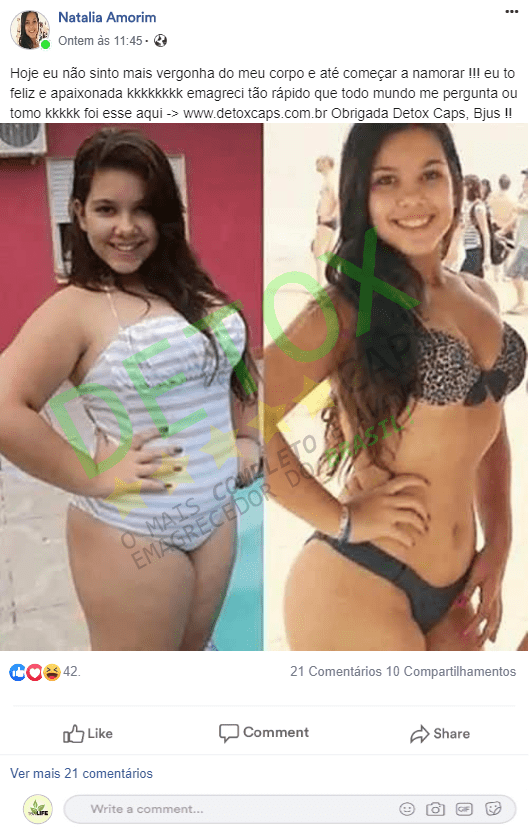 Natalia Amorim
Ontem às 11:45 ·
Hoje eu não sinto mais vergonha do meu corpo e até começar a namorar !!! eu to
feliz e apaixonada kkkkkkkkk emagreci tão rápido que todo mundo me pergunta ou
tomo kkkkk foi esse aqui -> www.detoxcaps.com.br Obrigada Detox Caps, Bjus !!
DETOX
CAPS
O MAIS COMPLETO
EMAGRECEDOR DO BRASIL!
42.
21 Comentários 10 Compartilhamentos
Like
Comment
Share
Ver mais 21 comentários
LIFE
Write a comment...
GIF